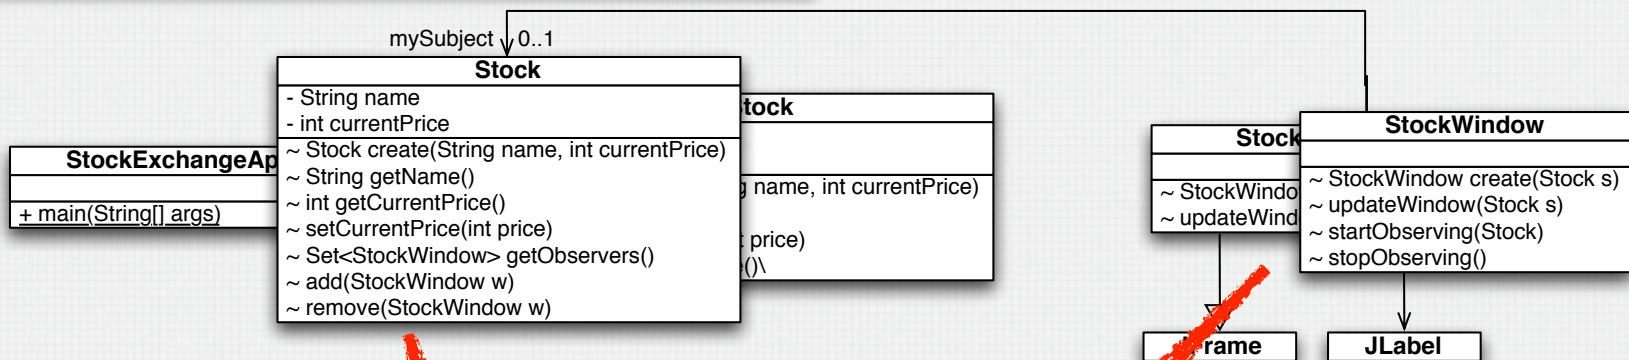 mySubject 0..1
Stock
- String name
- int currentPrice
~ Stock create(String name, int currentPrice)
~ String getName()
~ int getCurrentPrice()
~ setCurrentPrice(int price)
~ Set<StockWindow> getObservers()
~ add(StockWindow w)
~ remove(StockWindow w)
StockExchangeAp
+ main(String[] args)
tock
name, int currentPrice)
price)
()\
Stock
~ StockWindo
~ updateWind
StockWindow
~ StockWindow create(Stock s)
~ updateWindow(Stock s)
~ startObserving(Stock)
~ stopObserving()
rame
JLabel